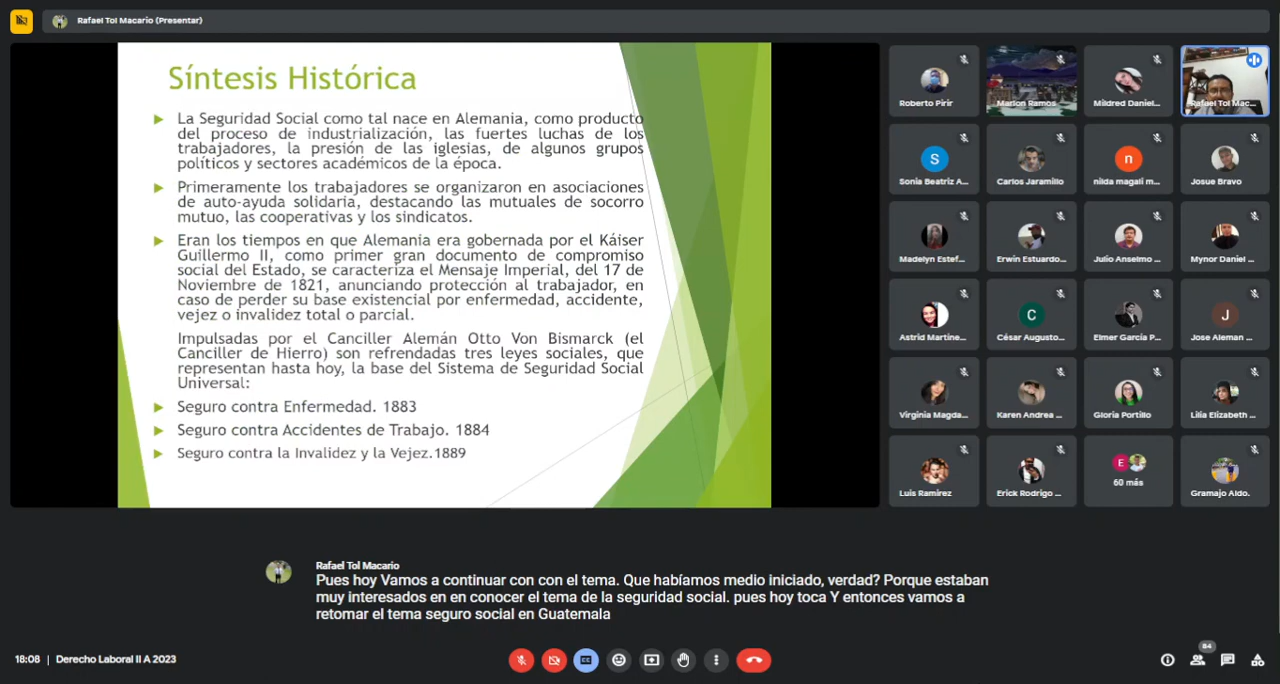 Rafael Tol Macario (Presentar)
Síntesis Histórica
La Seguridad Social como tal nace en Alemania, como producto
del proceso de industrialización, las fuertes luchas de los
trabajadores, la presión de las iglesias, de algunos grupos
políticos y sectores académicos de la época.
Primeramente los trabajadores se organizaron en asociaciones
de auto-ayuda solidaria, destacando las mutuales de socorro
mutuo, las cooperativas y los sindicatos.
Eran los tiempos en que Alemania era gobernada por el Káiser
Guillermo II, como primer gran documento de compromiso
social del Estado, se caracteriza el Mensaje Imperial, del 17 de
Noviembre de 1821, anunciando protección al trabajador, en
caso de perder su base existencial por enfermedad, accidente,
vejez o invalidez total o parcial.
Impulsadas por el Canciller Alemán Otto Von Bismarck (el
Canciller de Hierro) son refrendadas tres leyes sociales, que
representan hasta hoy, la base del Sistema de Seguridad Social
Universal:
Seguro contra Enfermedad. 1883
Seguro contra Accidentes de Trabajo. 1884
Seguro contra la Invalidez y la Vejez.1889
Roberto Pirir
Marlon Ramos
Mildred Daniel...
Rafael Tol Mac...
S
Sonia Beatriz A...
Carlos Jaramillo
n
nilda magali m...
Josue Bravo
Madelyn Estef...
Erwin Estuardo...
Julio Anselmo ...
Mynor Daniel ...
Astrid Martíne...
C
César Augusto...
Elmer García P...
J
Jose Aleman ...
Virginia Magda...
Karen Andrea ...
Gloria Portillo
Lilia Elizabeth ...
Luis Ramirez
Erick Rodrigo ...
E
60 más
Gramajo Aldo.
Rafael Tol Macario
Pues hoy Vamos a continuar con con el tema. Que habíamos medio iniciado, verdad? Porque estaban
muy interesados en en conocer el tema de la seguridad social. pues hoy toca Y entonces vamos a
retomar el tema seguro social en Guatemala
18:08 | Derecho Laboral II A 2023
CC
84